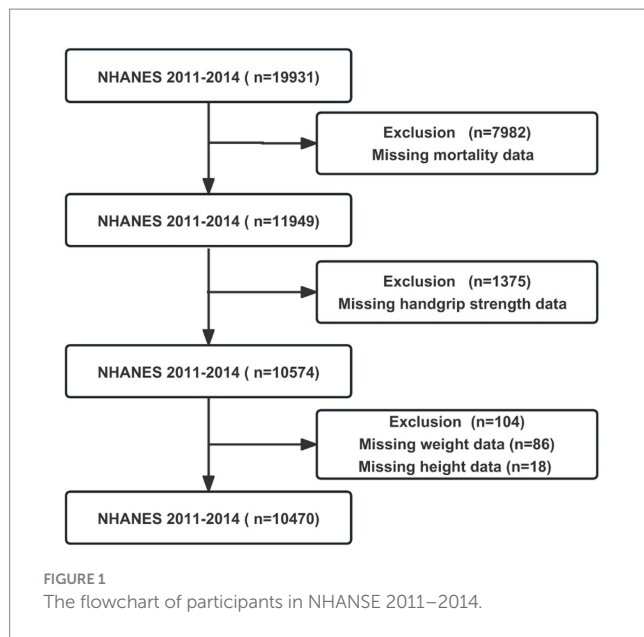 NHANES 2011-2014 ( n=19931)
Exclusion (n=7982)
Missing mortality data
NHANES 2011-2014 ( n=11949)
Exclusion (n=1375)
Missing handgrip strength data
NHANES 2011-2014 ( n10574)
Exclusion (n=104)
Missing weight data (n=86)
Missing height data (n=18)
NHANES 2011-2014 ( n=10470)
FIGURE 1
The flowchart of participants in NHANSE 2011–2014.